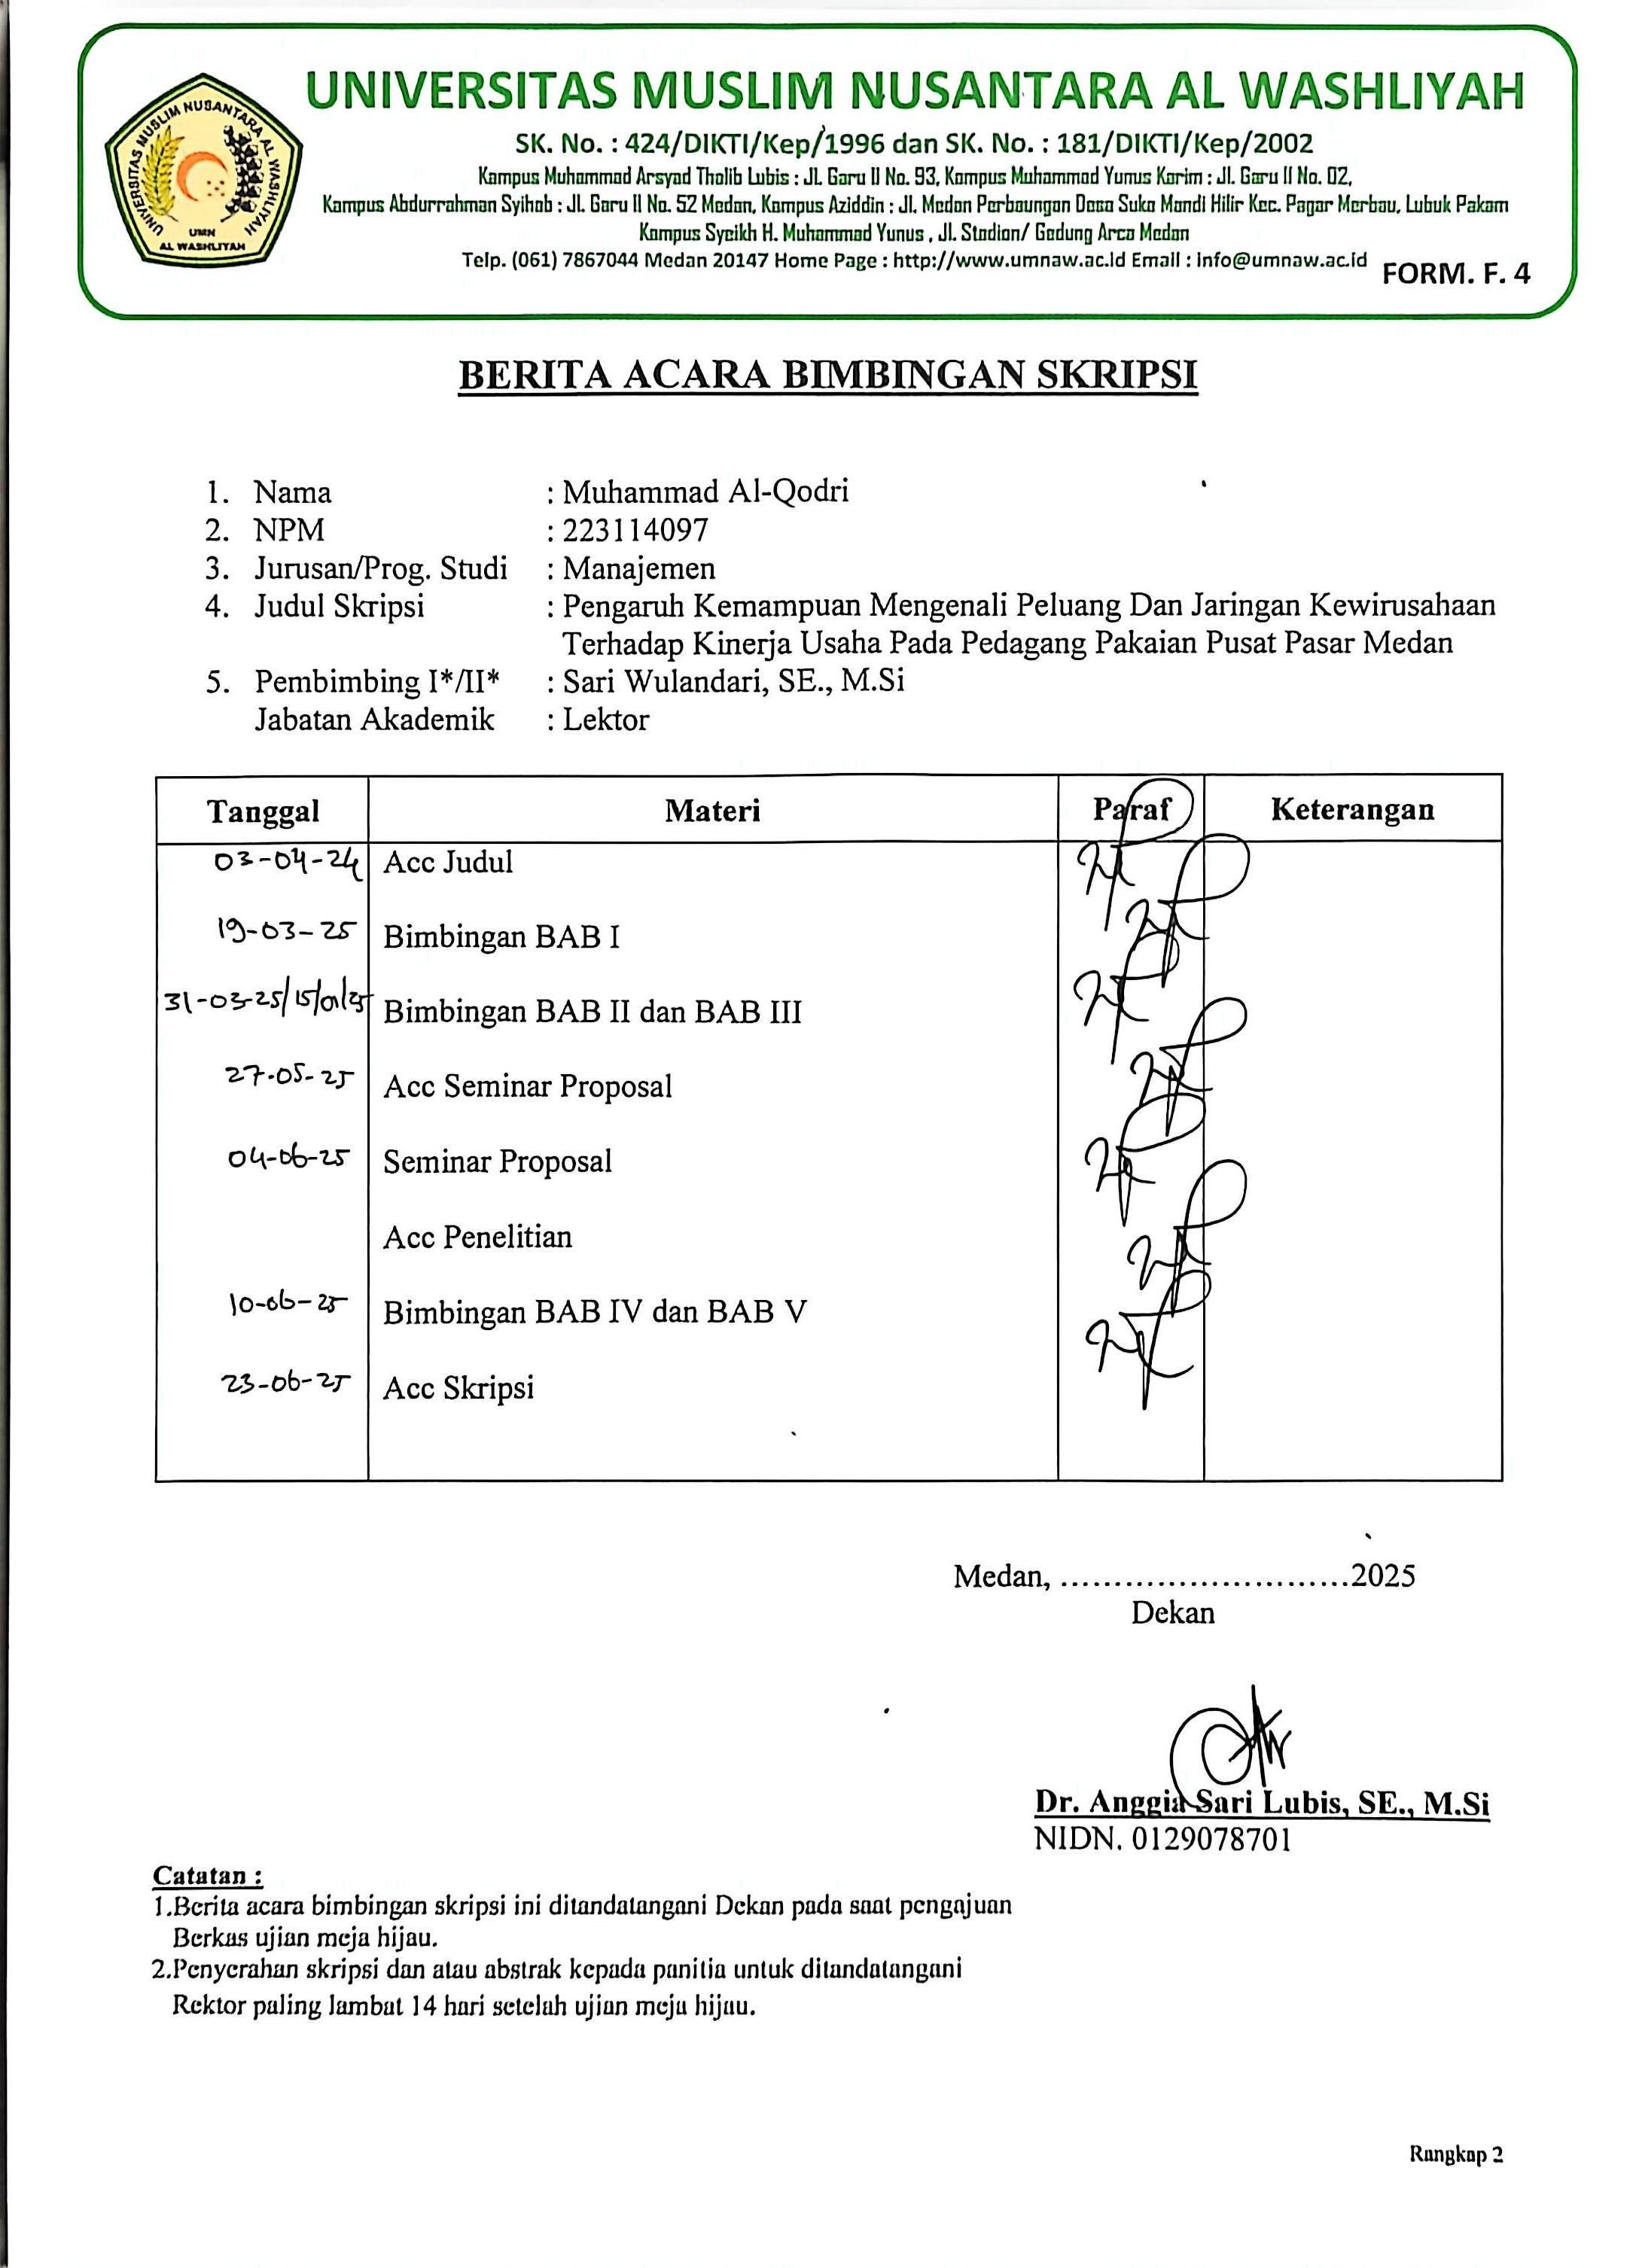 UNIVERSITAS MUSLIM NUSANTARA AL WASHLIYAH
SK. No. : 424/DIKTI/Kep/1996 dan SK. No. : 181/DIKTI/Kep/2002
Kampus Muhammad Arsyad Thalib Lubis : Jl. Garu II No. 93, Kampus Muhammad Yunus Karim : Jl. Garu II No. 02,
Kampus Abdurrahman Syihab : Jl. Garu II No. 52 Medan, Kampus Aziddin : Jl. Medan Perbaungan Desa Suka Mandi Hilir Kec. Pagar Merbau, Lubuk Pakam
Kampus Syeikh H. Muhammad Yunus , Jl. Stadion/ Gedung Arca Medan
Telp. (061) 7867044 Medan 20147 Home Page : http://www.umnaw.ac.id Email : info@umnaw.ac.id
FORM. F. 4
UNIVERSITAS MUSLIM NUSANTARA AL WASHLIYAH
UMN
AL WASHLIYAH
BERITA ACARA BIMBINGAN SKRIPSI
1. Nama : Muhammad Al-Qodri
2. NPM : 223114097
3. Jurusan/Prog. Studi : Manajemen
4. Judul Skripsi : Pengaruh Kemampuan Mengenali Peluang Dan Jaringan Kewirusahaan
Terhadap Kinerja Usaha Pada Pedagang Pakaian Pusat Pasar Medan
5. Pembimbing I*/II* : Sari Wulandari, SE., M.Si
Jabatan Akademik : Lektor
Tanggal Materi Paraf Keterangan
03-04-24 Acc Judul
19-03-25 Bimbingan BAB I
31-03-25/15/01/25 Bimbingan BAB II dan BAB III
27-05-25 Acc Seminar Proposal
04-06-25 Seminar Proposal
Acc Penelitian
10-06-25 Bimbingan BAB IV dan BAB V
23-06-25 Acc Skripsi
Medan, ...........................2025
Dekan
Dr. Anggia Sari Lubis, SE., M.Si
NIDN. 0129078701
Catatan :
1.Berita acara bimbingan skripsi ini ditandatangani Dekan pada saat pengajuan
Berkas ujian meja hijau.
2.Penyerahan skripsi dan atau abstrak kepada panitia untuk ditandatangani
Rektor paling lambat 14 hari setelah ujian meja hijau.
Rangkap 2